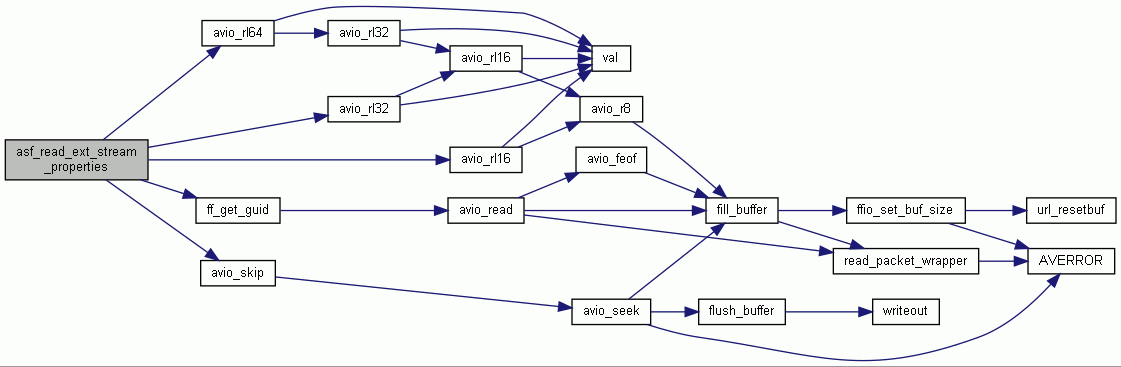 avio_rl64
avio_rl32
avio_rl16
val
avio_rl32
avio_r8
asf_read_ext_stream
_properties
avio_rl16
avio_feof
ff_get_guid
avio_read
fill_buffer
ffio_set_buf_size
url_resetbuf
avio_skip
read_packet_wrapper
AVERROR
avio_seek
flush_buffer
writeout